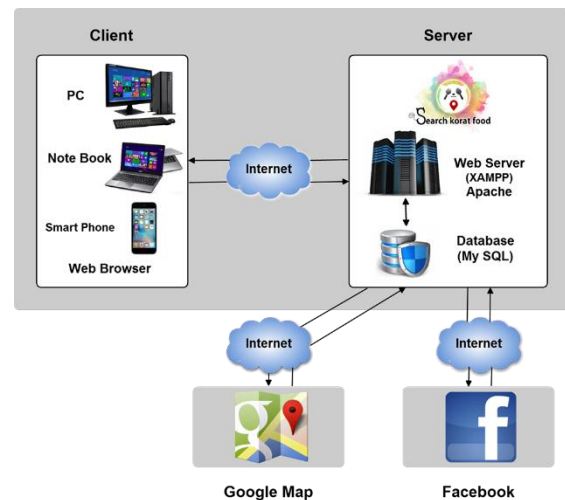 Client
Server
PC
Note Book
Smart Phone
Web Browser
Internet
Search korat food
Web Server
(XAMPP)
Apache
Database
(My SQL)
Internet
Internet
g
f
Google Map
Facebook